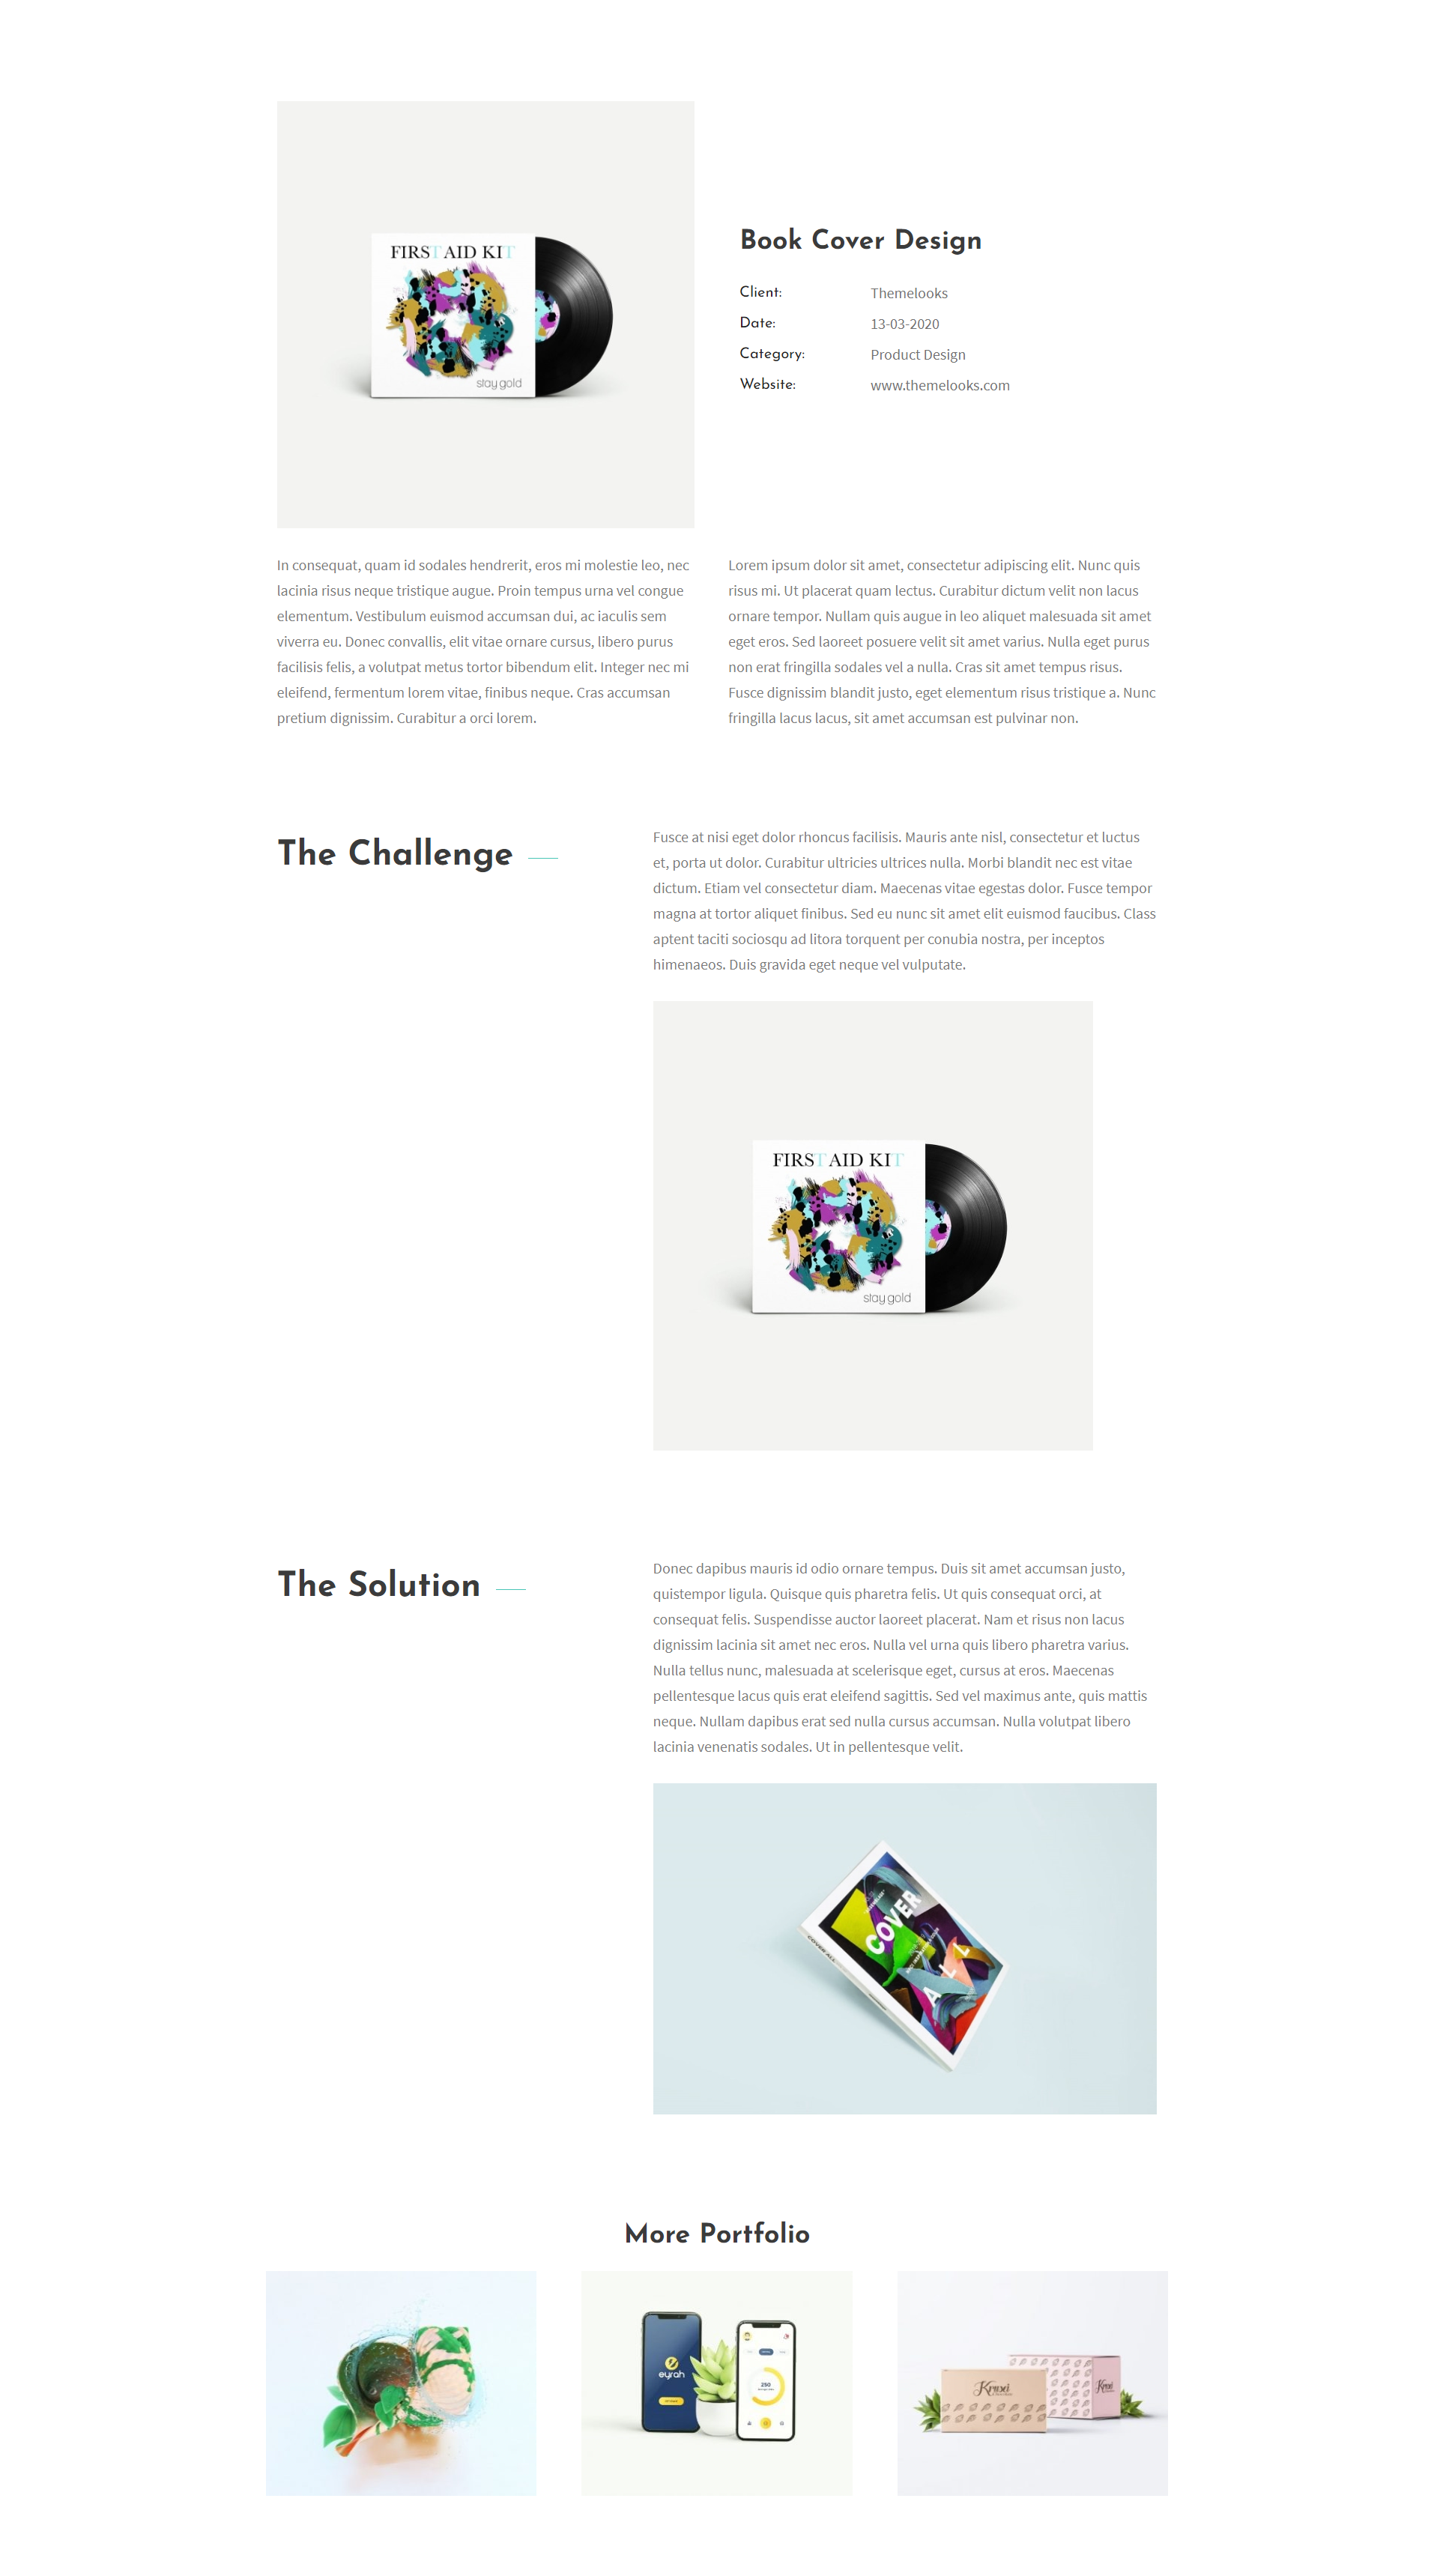 FIRST AID KIT
stay gold
Book Cover Design
Client: Themelooks
Date: 13-03-2020
Category: Product Design
Website: www.themelooks.com
In consequat, quam id sodales hendrerit, eros mi molestie leo, nec
lacinia risus neque tristique augue. Proin tempus urna vel congue
elementum. Vestibulum euismod accumsan dui, ac iaculis sem
viverra eu. Donec convallis, elit vitae ornare cursus, libero purus
facilisis felis, a volutpat metus tortor bibendum elit. Integer nec mi
eleifend, fermentum lorem vitae, finibus neque. Cras accumsan
pretium dignissim. Curabitur a orci lorem.
Lorem ipsum dolor sit amet, consectetur adipiscing elit. Nunc quis
risus mi. Ut placerat quam lectus. Curabitur dictum velit non lacus
ornare tempor. Nullam quis augue in leo aliquet malesuada sit amet
eget eros. Sed laoreet posuere velit sit amet varius. Nulla eget purus
non erat fringilla sodales vel a nulla. Cras sit amet tempus risus.
Fusce dignissim blandit justo, eget elementum risus tristique a. Nunc
fringilla lacus lacus, sit amet accumsan est pulvinar non.
The Challenge
Fusce at nisi eget dolor rhoncus facilisis. Mauris ante nisl, consectetur et luctus
et, porta ut dolor. Curabitur ultricies ultrices nulla. Morbi blandit nec est vitae
dictum. Etiam vel consectetur diam. Maecenas vitae egestas dolor. Fusce tempor
magna at tortor aliquet finibus. Sed eu nunc sit amet elit euismod faucibus. Class
aptent taciti sociosqu ad litora torquent per conubia nostra, per inceptos
himenaeos. Duis gravida eget neque vel vulputate.
FIRST AID KIT
stay gold
The Solution
Donec dapibus mauris id odio ornare tempus. Duis sit amet accumsan justo,
quistempor ligula. Quisque quis pharetra felis. Ut quis consequat orci, at
consequat felis. Suspendisse auctor laoreet placerat. Nam et risus non lacus
dignissim lacinia sit amet nec eros. Nulla vel urna quis libero pharetra varius.
Nulla tellus nunc, malesuada at scelerisque eget, cursus at eros. Maecenas
pellentesque lacus quis erat eleifend sagittis. Sed vel maximus ante, quis mattis
neque. Nullam dapibus erat sed nulla cursus accumsan. Nulla volutpat libero
lacinia venenatis sodales. Ut in pellentesque velit.
COVER
ALL
COVER ALL
More Portfolio
eyrah
250
Krusei